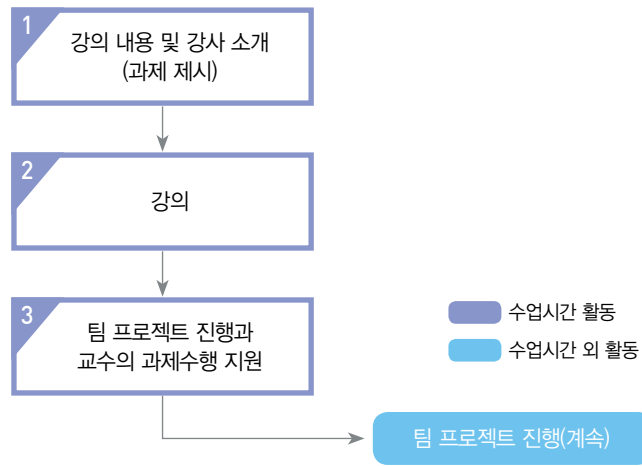 1
강의 내용 및 강사 소개
(과제 제시)
2
강의
3
팀 프로젝트 진행과
교수의 과제수행 지원
수업시간 활동
수업시간 외 활동
팀 프로젝트 진행(계속)